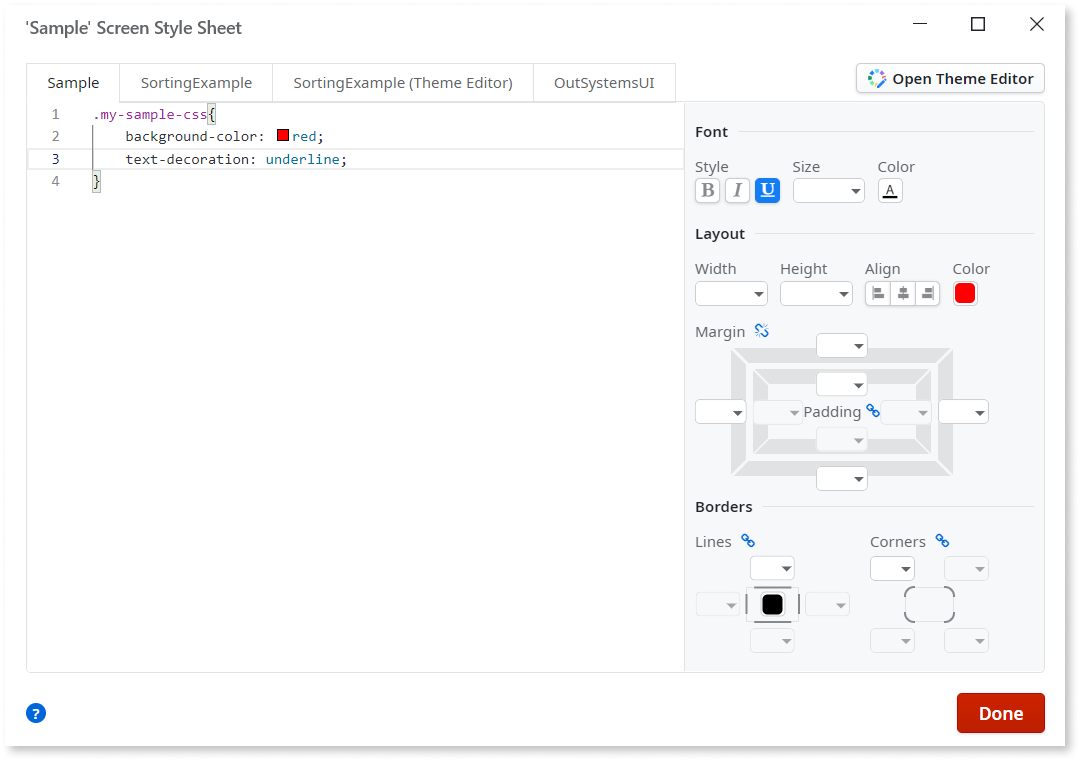 'Sample' Screen Style Sheet
Sample SortingExample SortingExample (Theme Editor) OutSystemsUI Open Theme Editor
1 .my-sample-css{
2 background-color: red;
3 text-decoration: underline;
4 }
Font
Style Size Color
B I U A
Layout
Width Height Align Color
Margin
Padding
Borders
Lines Corners
? Done